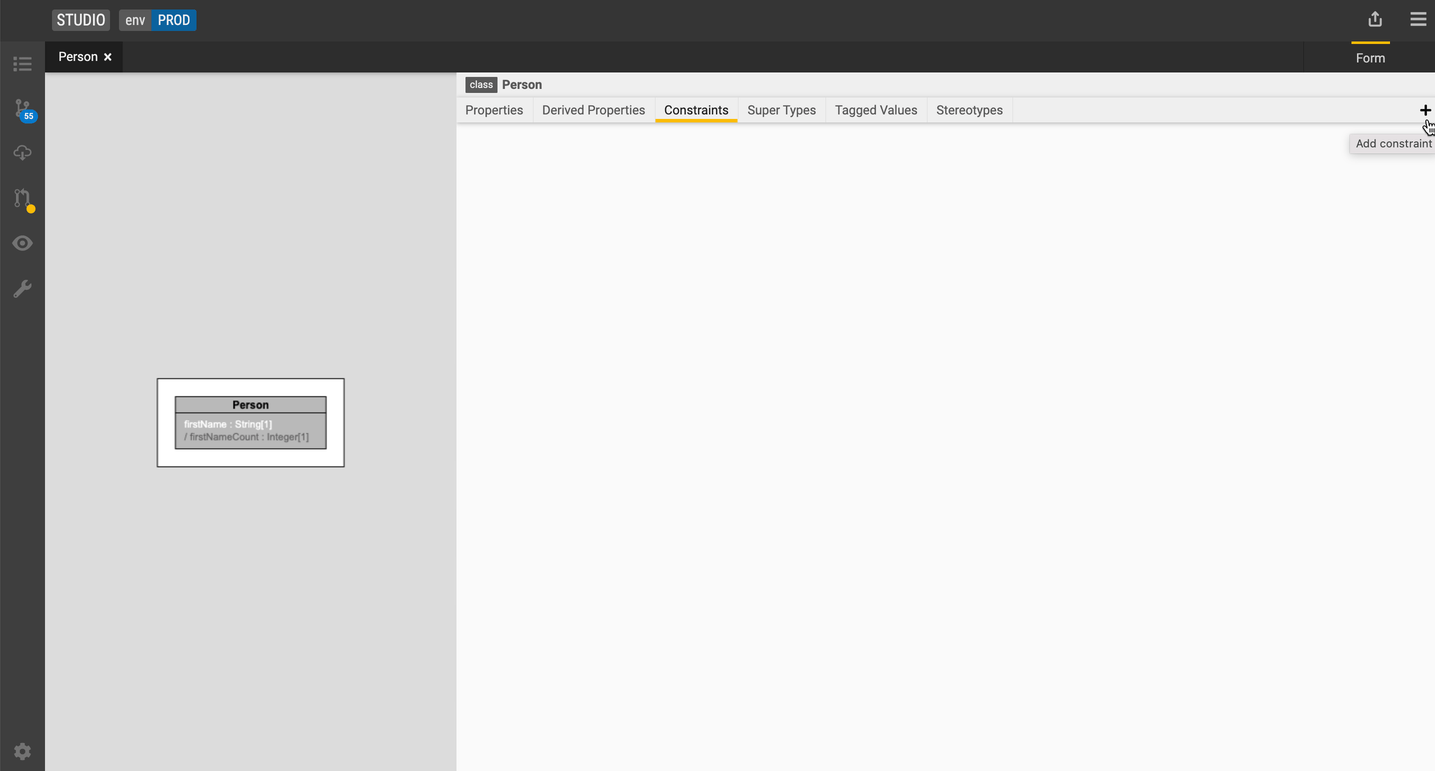 STUDIO env PROD
Person
Form
55
class Person
Properties Derived Properties Constraints Super Types Tagged Values Stereotypes
Add constraint
Person
firstName : String[1]
/ firstNameCount : Integer[1]